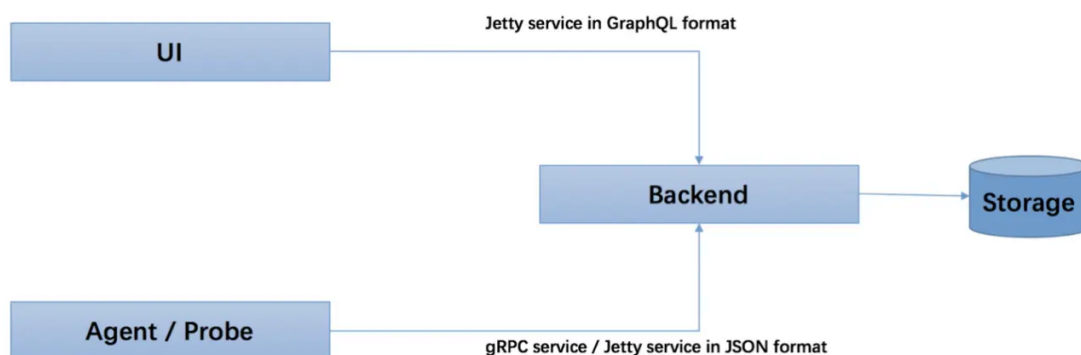 Jetty service in GraphQL format
UI
Backend
Storage
Agent / Probe
gRPC service / Jetty service in JSON format